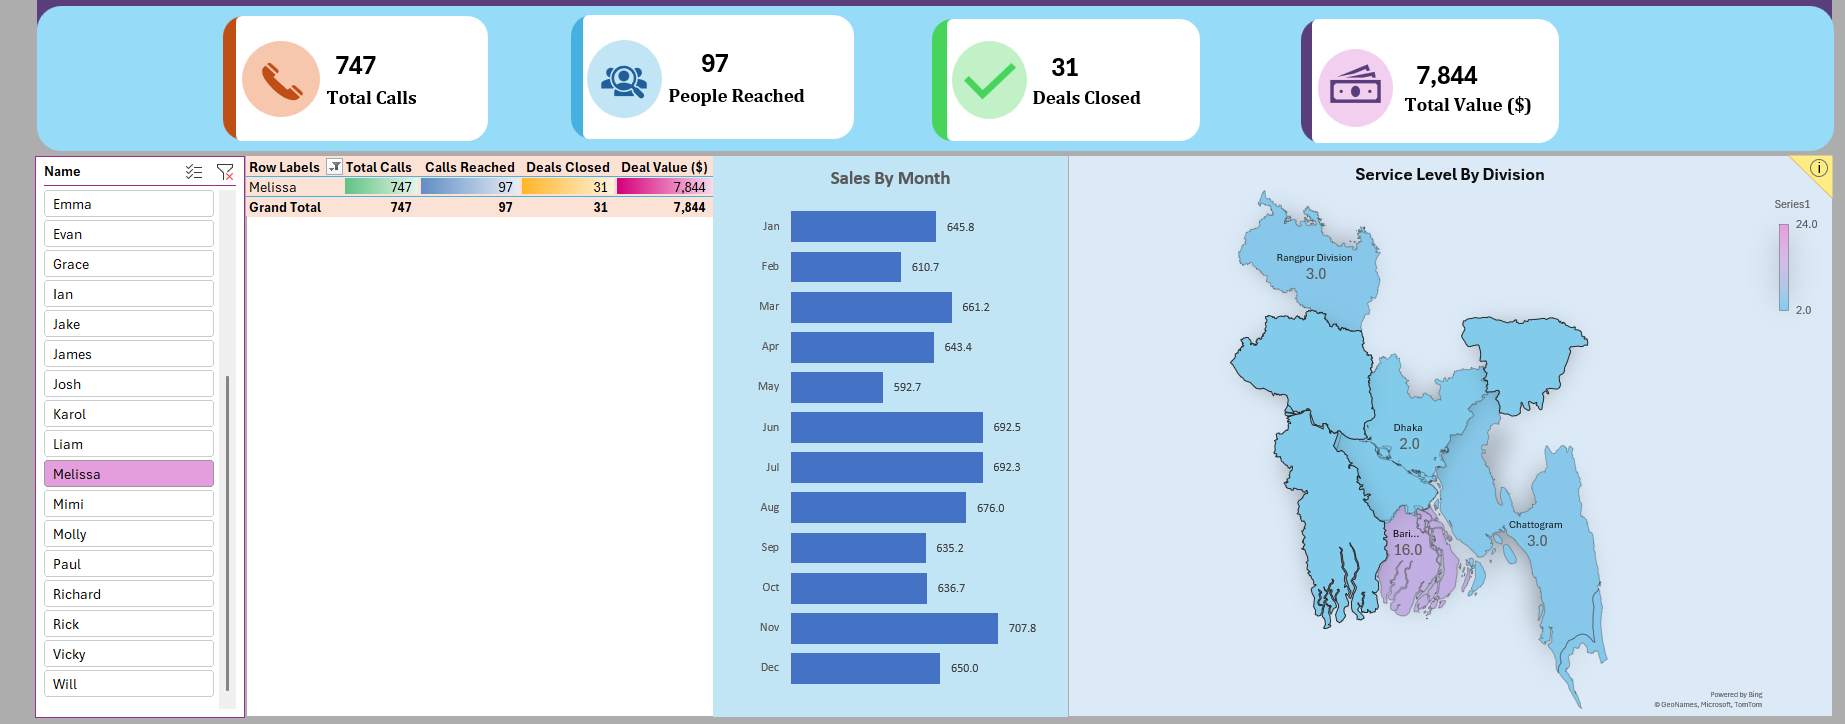 747
Total Calls
97
People Reached
31
Deals Closed
7,844
Total Value ($)
Name
Emma
Evan
Grace
Ian
Jake
James
Josh
Karol
Liam
Melissa
Mimi
Molly
Paul
Richard
Rick
Vicky
Will
Row Labels Total Calls Calls Reached Deals Closed Deal Value ($)
Melissa 747 97 31 7,844
Grand Total 747 97 31 7,844
Sales By Month
Jan 645.8
Feb 610.7
Mar 661.2
Apr 643.4
May 592.7
Jun 692.5
Jul 692.3
Aug 676.0
Sep 635.2
Oct 636.7
Nov 707.8
Dec 650.0
Service Level By Division
Series1
24.0
2.0
Rangpur Division
3.0
Dhaka
2.0
Bari...
16.0
Chattogram
3.0
Powered by Bing
© GeoNames, Microsoft, TomTom